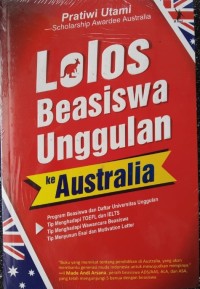 Pratiwi Utami
—Scholarship Awardee Australia
Lolos
Beasiswa
Unggulan
ke Australia
Program Beasiswa dan Daftar Universitas Unggulan
Tip Menghadapi TOEFL dan IELTS
Tip Menghadapi Wawancara Beasiswa
Tip Menyusun Esai dan Motivation Letter